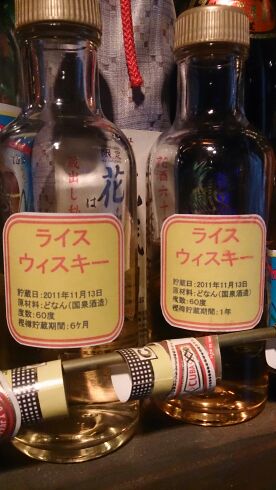 ライス
ウィスキー
貯蔵日:2011年11月13日
原材料:どなん(国泉酒造)
度数:60度
樫樽貯蔵期間:6ケ月
ライス
ウィスキー
貯蔵日:2011年11月13日
原材料:どなん(国泉酒造)
度数:60度
樫樽貯蔵期間:1年
花
は
蔵出し